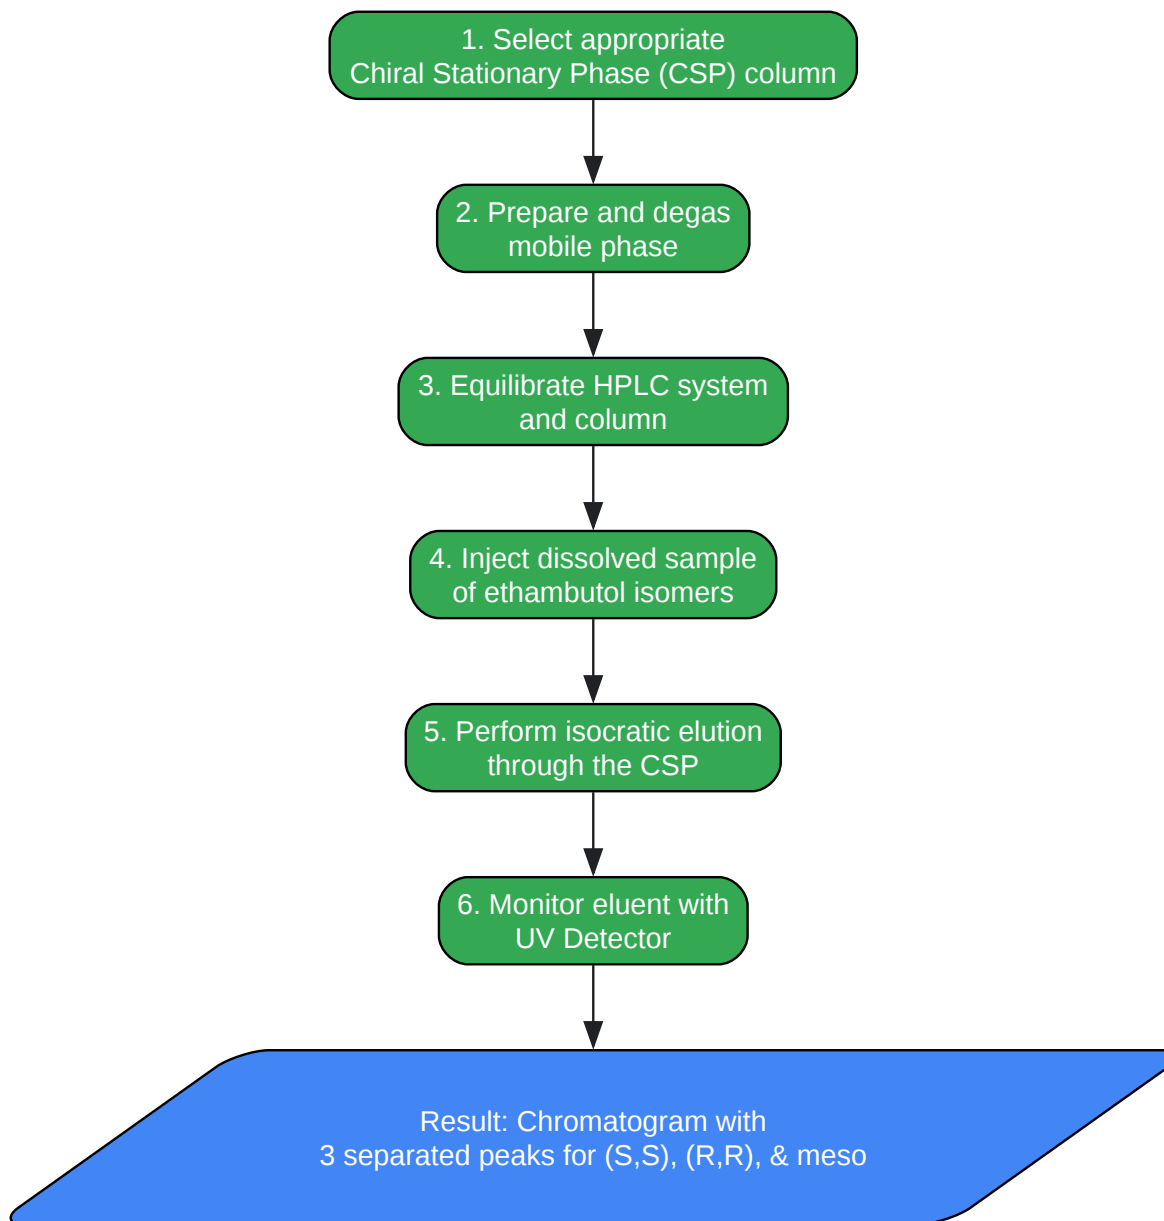 1. Select appropriate
Chiral Stationary Phase (CSP) column
2. Prepare and degas
mobile phase
3. Equilibrate HPLC system
and column
4. Inject dissolved sample
of ethambutol isomers
5. Perform isocratic elution
through the CSP
6. Monitor eluent with
UV Detector
Result: Chromatogram with
3 separated peaks for (S,S), (R,R), & meso